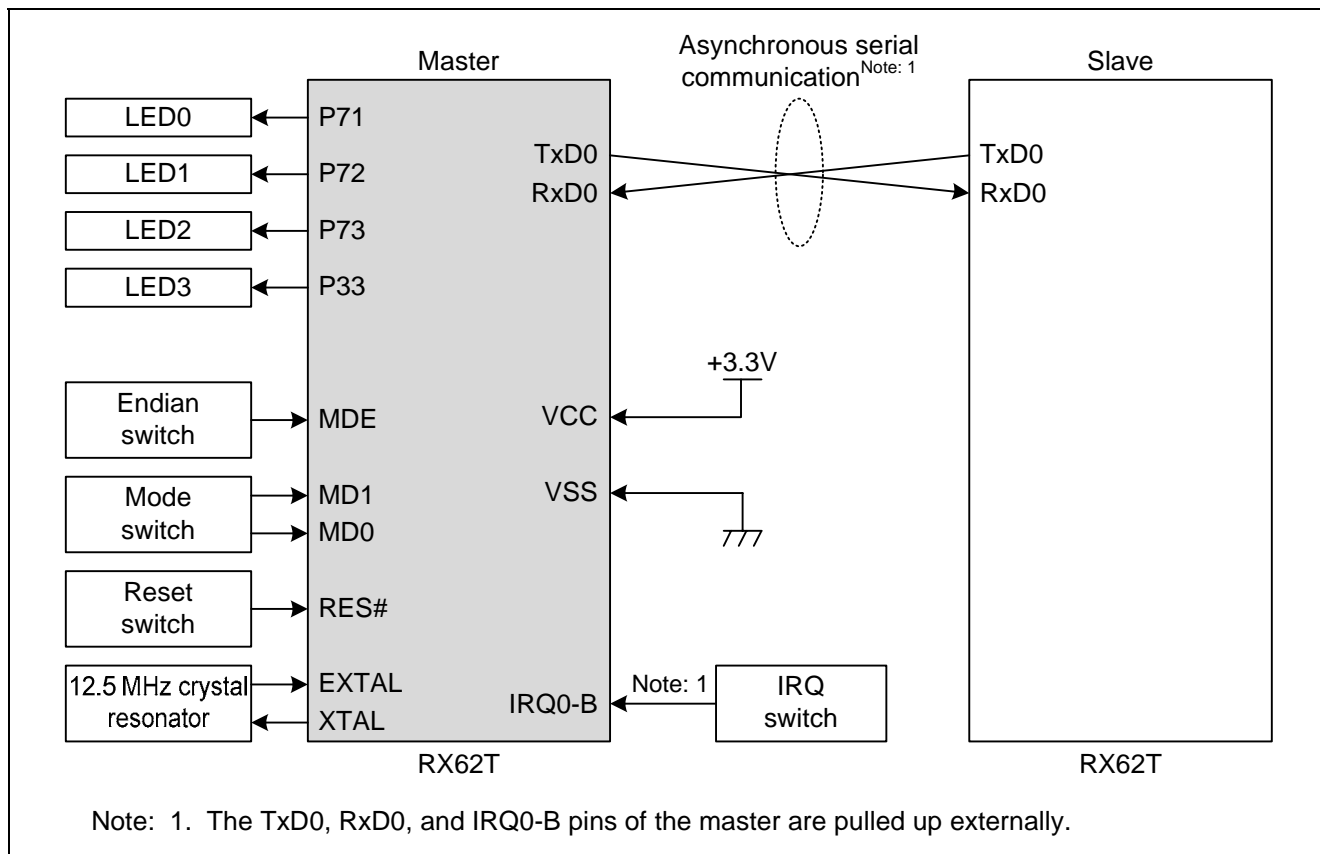 Asynchronous serial
communication Note: 1
Master
Slave
LED0
P71
LED1
P72
LED2
P73
LED3
P33
TxD0
RxD0
TxD0
RxD0
+3.3V
Endian
switch
MDE
VCC
Mode
switch
MD1
MD0
VSS
Reset
switch
RES#
12.5 MHz crystal
resonator
EXTAL
XTAL
IRQ0-B
Note: 1
IRQ
switch
RX62T
RX62T
Note: 1. The TxD0, RxD0, and IRQ0-B pins of the master are pulled up externally.